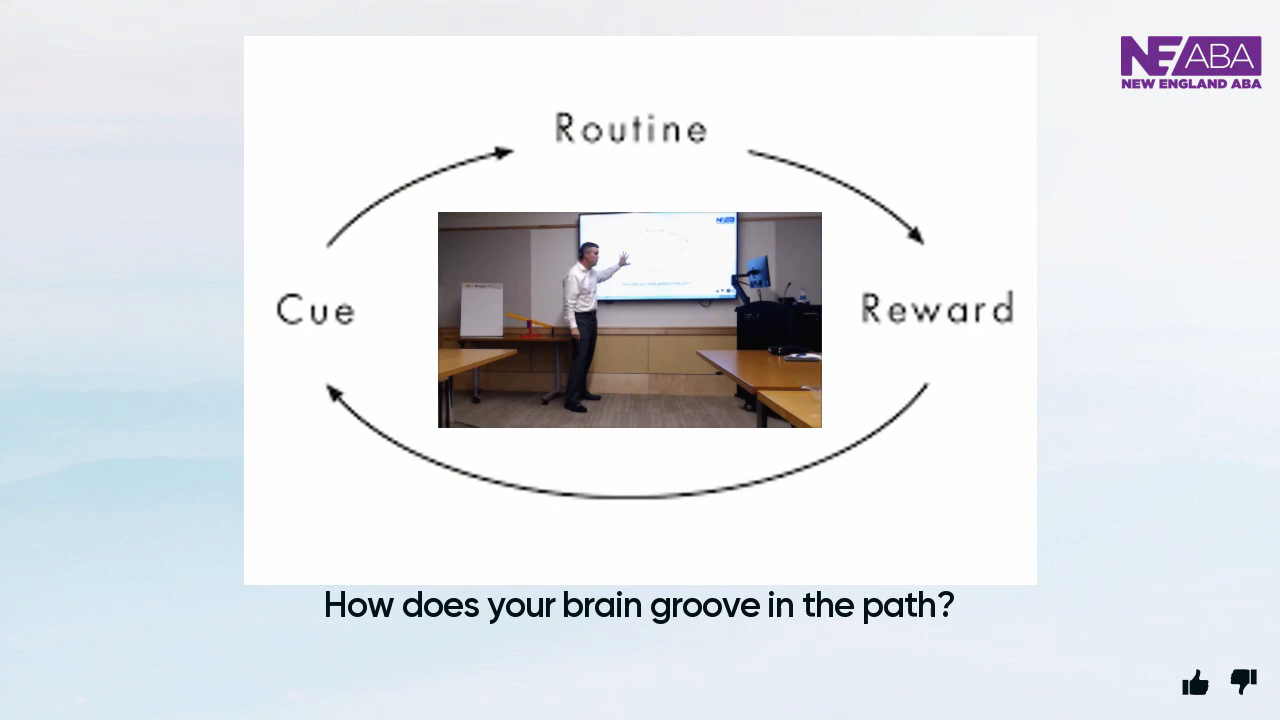 NEABA
NEW ENGLAND ABA
Routine
Cue
Reward
How does your brain groove in the path?